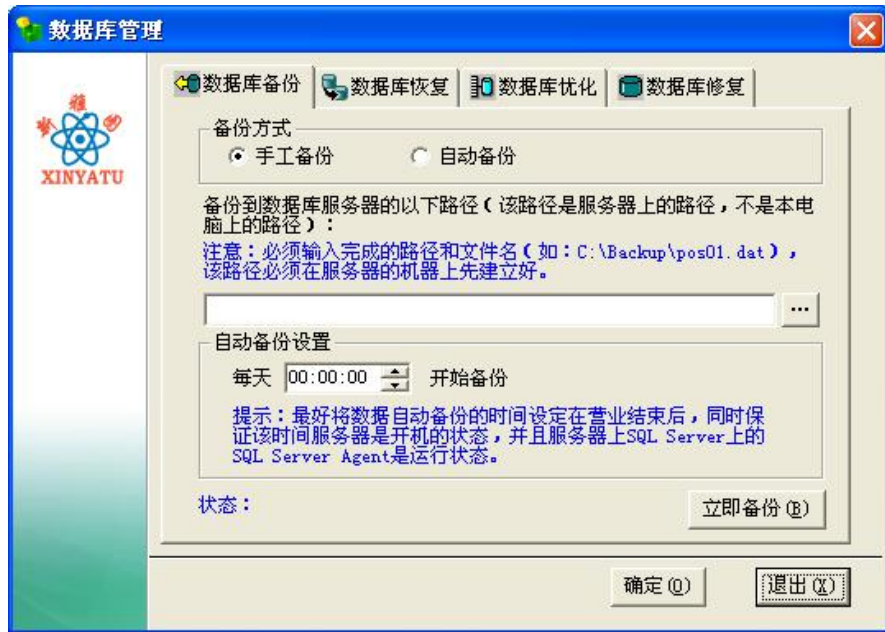 数据库管理
数据库备份
数据库恢复
数据库优化
数据库修复
XINYATU
备份方式
手工备份
自动备份
备份到数据库服务器的以下路径(该路径是服务器上的路径,不是本电
脑上的路径):
注意:必须输入完成的路径和文件名(如:C:\Backup\pos01.dat),
该路径必须在服务器的机器上先建立好。
...
自动备份设置
每天 00:00:00 开始备份
提示:最好将数据自动备份的时间设定在营业结束后,同时保
证该时间服务器是开机的状态,并且服务器上SQL Server上的
SQL Server Agent是运行状态。
状态:
立即备份(B)
确定(O)
退出(X)